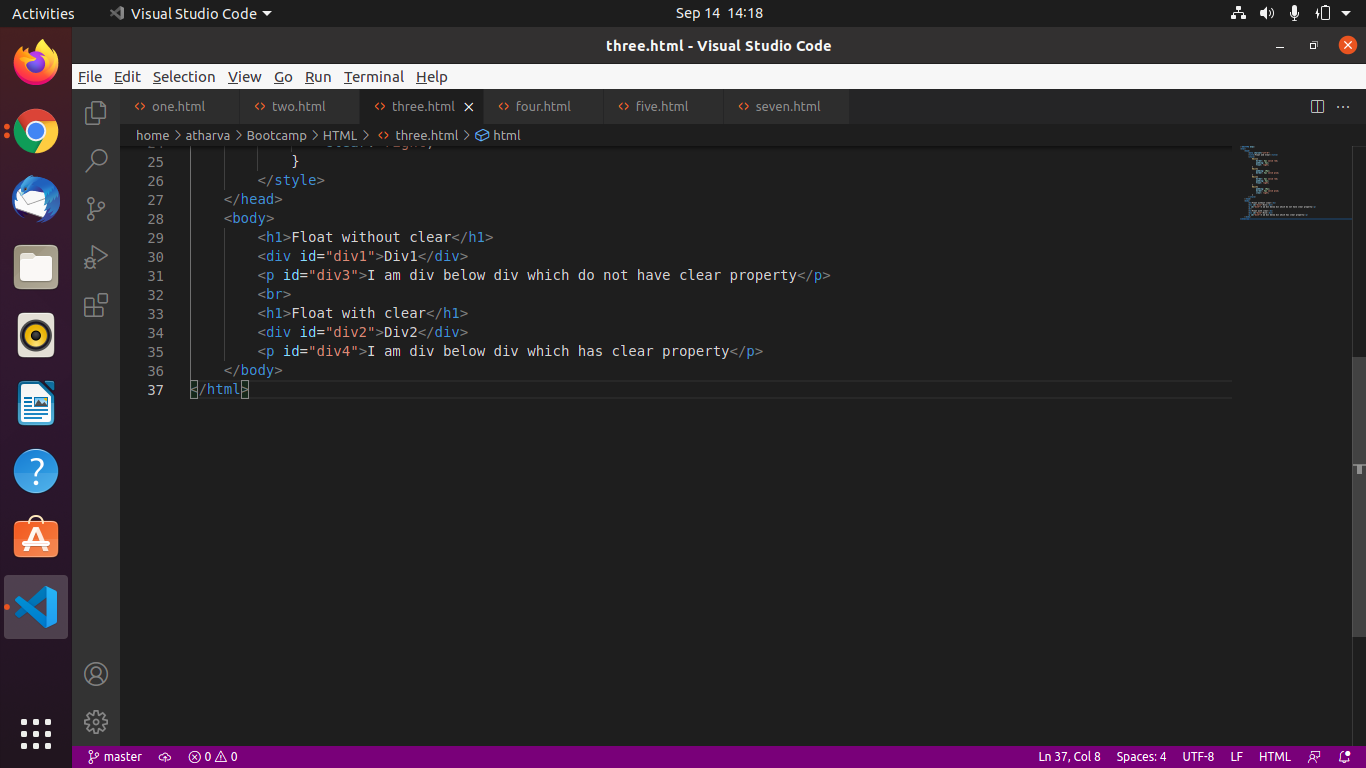 Activities Visual Studio Code Sep 14 14:18
three.html - Visual Studio Code
File Edit Selection View Go Run Terminal Help
one.html two.html three.html four.html five.html seven.html
home > atharva > Bootcamp > HTML > three.html > html
25 }
26 </style>
27 </head>
28 <body>
29 <h1>Float without clear</h1>
30 <div id="div1">Div1</div>
31 <p id="div3">I am div below div which do not have clear property</p>
32 <br>
33 <h1>Float with clear</h1>
34 <div id="div2">Div2</div>
35 <p id="div4">I am div below div which has clear property</p>
36 </body>
37 </html>
master 0 0 Ln 37, Col 8 Spaces: 4 UTF-8 LF HTML